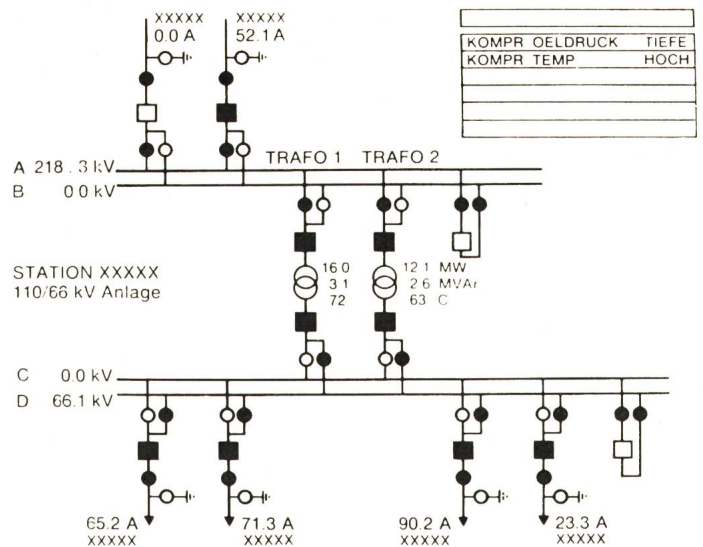 XXXXX XXXXX
0.0 A 52.1 A
KOMPR OELDRUCK TIEFE
KOMPR TEMP HOCH
TRAFO 1 TRAFO 2
A 218.3 kV
B 0.0 kV
STATION XXXXX
110/66 kV Anlage
16.0 12.1 MW
3.1 2.6 MVAr
72 63 C
C 0.0 kV
D 66.1 kV
65.2 A 71.3 A 90.2 A 23.3 A
XXXXX XXXXX XXXXX XXXXX